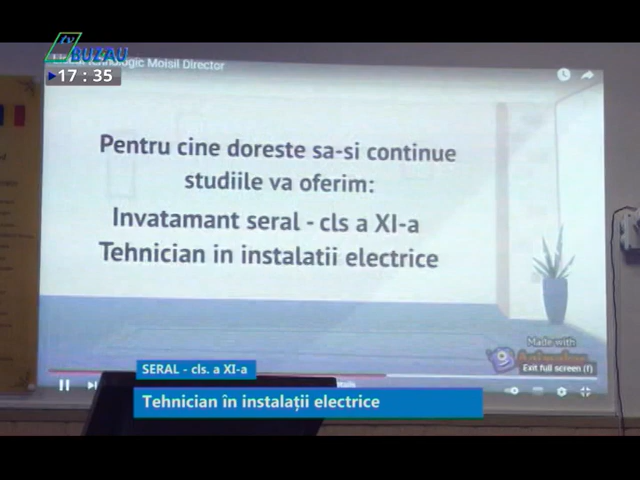 tv
BUZAU
17 : 35
Tehnologic Moisil Director
Pentru cine doreste sa-si continue
studiile va oferim:
Invatamant seral - cls a XI-a
Tehnician in instalatii electrice
Made with
Exit full screen (f)
SERAL - cls. a XI-a
Tehnician în instalații electrice